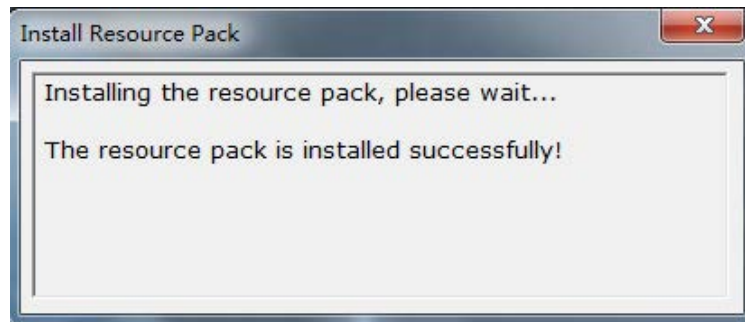 Install Resource Pack
Installing the resource pack, please wait...
The resource pack is installed successfully!